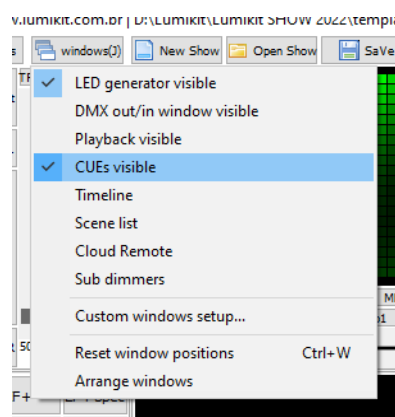 w.lumikit.com.br | D:\Lumikit\Lumikit SHOW 2022\templa
s windows(J) New Show Open Show SaVe
LED generator visible
DMX out/in window visible
Playback visible
CUEs visible
Timeline
Scene list
Cloud Remote
Sub dimmers
Custom windows setup...
Reset window positions Ctrl+W
Arrange windows
50
F+